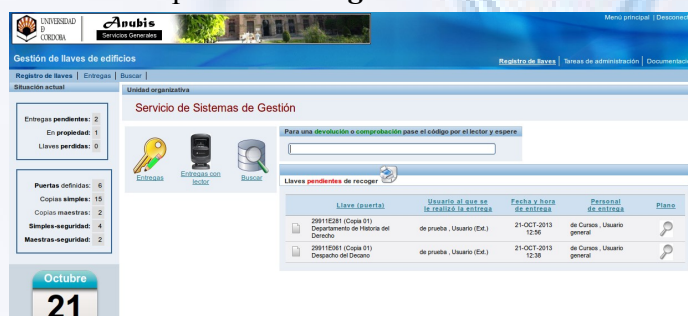 UNIVERSIDAD
D
CORDOBA
Anubis
Servicios Generales
Menú principal | Desconec
Gestión de llaves de edificios
Registro de llaves | Tareas de administración | Documentaci
Registro de llaves | Entregas | Buscar |
Situación actual
Entregas pendientes: 2
En propiedad: 1
Llaves perdidas: 0
Puertas definidas: 6
Copias simples: 15
Copias maestras: 2
Simples-seguridad: 4
Maestras-seguridad: 2
Octubre
21
Unidad organizativa
Servicio de Sistemas de Gestión
Entregas
Entregas con lector
Buscar
Para una devolución o comprobación pase el código por el lector y espere
Llaves pendientes de recoger
Llave (puerta) Usuario al que se le realizó la entrega Fecha y hora de entrega Personal de entrega Plano
29911E281 (Copia 01) Departamento de Historia del Derecho de prueba , Usuario (Ext.) 21-OCT-2013 12:56 de Cursos , Usuario general
29911E061 (Copia 01) Despacho del Decano de prueba , Usuario (Ext.) 21-OCT-2013 12:38 de Cursos , Usuario general